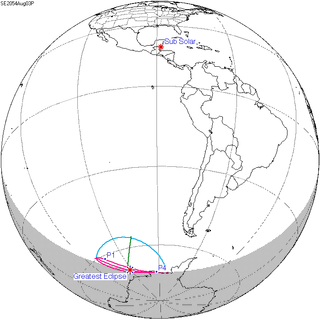 SE2054Aug03P
Sub Solar
P1
P4
Greatest Eclipse